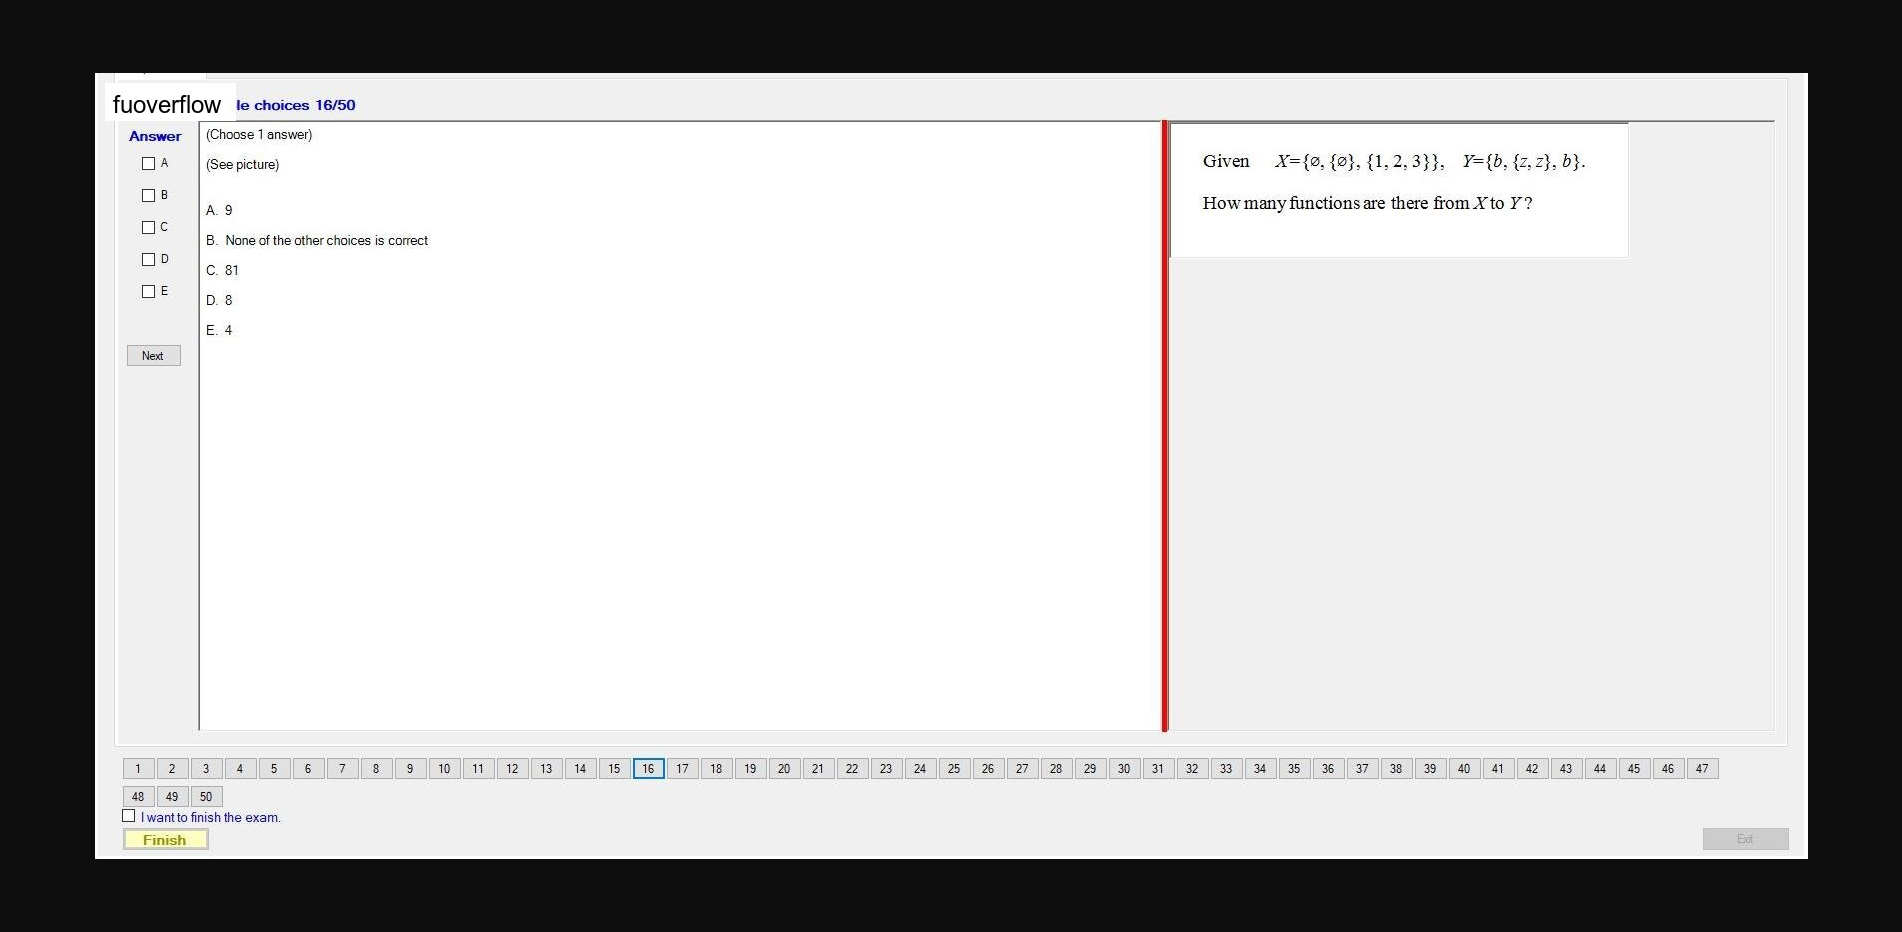 fuoverflow le choices 16/50
Answer
A
B
C
D
E
Next
(Choose 1 answer)
(See picture)
A. 9
B. None of the other choices is correct
C. 81
D. 8
E. 4
Given X={∅, {∅}, {1, 2, 3}}, Y={b, {z, z}, b}.
How many functions are there from X to Y?
1 2 3 4 5 6 7 8 9 10 11 12 13 14 15 16 17 18 19 20 21 22 23 24 25 26 27 28 29 30 31 32 33 34 35 36 37 38 39 40 41 42 43 44 45 46 47
48 49 50
I want to finish the exam.
Finish
Exit